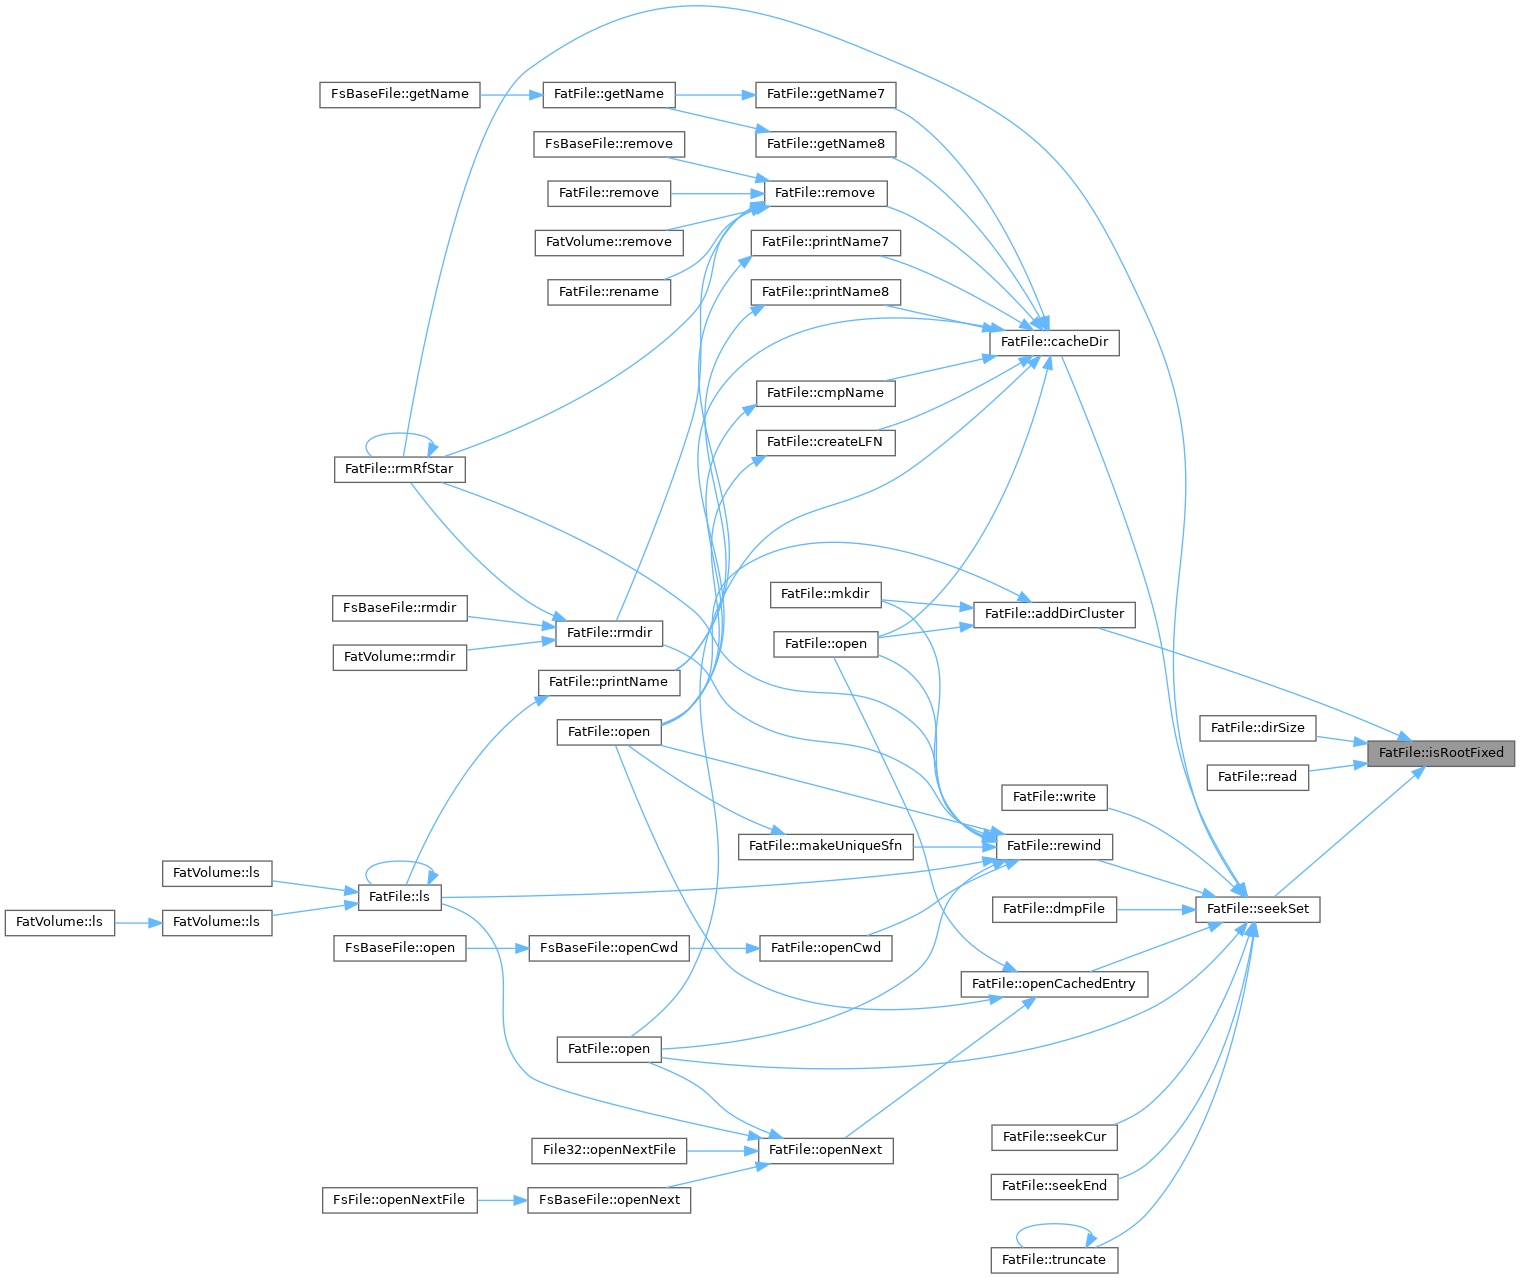 FsBaseFile::getName
FatFile::getName
FatFile::getName7
FsBaseFile::remove
FatFile::getName8
FatFile::remove
FatFile::remove
FatVolume::remove
FatFile::printName7
FatFile::rename
FatFile::printName8
FatFile::cacheDir
FatFile::cmpName
FatFile::createLFN
FatFile::rmRfStar
FatFile::mkdir
FsBaseFile::rmdir
FatFile::addDirCluster
FatFile::rmdir
FatFile::open
FatVolume::rmdir
FatFile::printName
FatFile::open
FatFile::dirSize
FatFile::isRootFixed
FatFile::read
FatFile::write
FatFile::makeUniqueSfn
FatFile::rewind
FatVolume::ls
FatFile::ls
FatVolume::ls
FatVolume::ls
FatFile::dmpFile
FatFile::seekSet
FsBaseFile::open
FsBaseFile::openCwd
FatFile::openCwd
FatFile::openCachedEntry
FatFile::open
FatFile::seekCur
File32::openNextFile
FatFile::openNext
FatFile::seekEnd
FsFile::openNextFile
FsBaseFile::openNext
FatFile::truncate